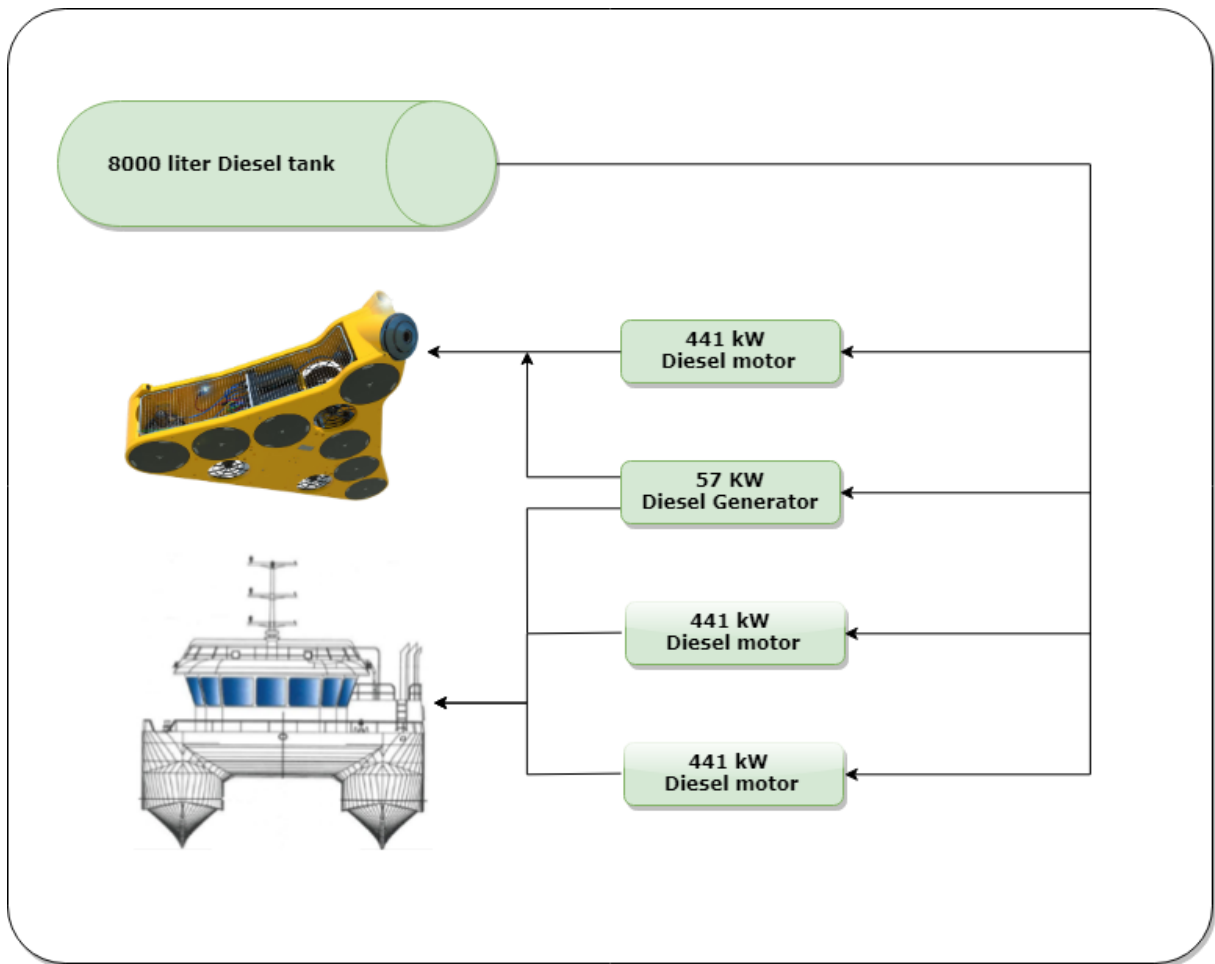 8000 liter Diesel tank
441 kW
Diesel motor
57 KW
Diesel Generator
441 kW
Diesel motor
441 kW
Diesel motor